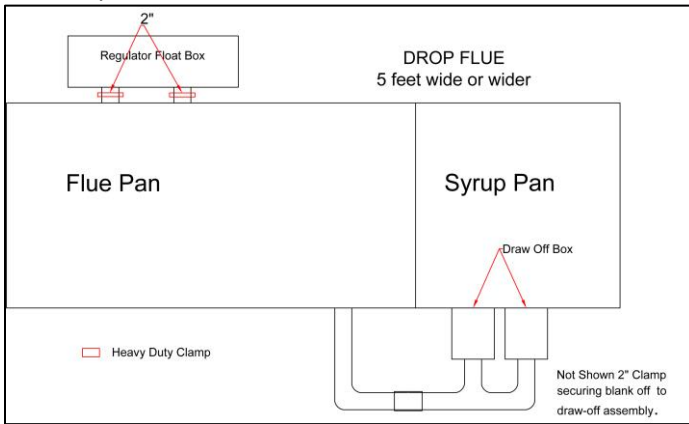 2"
Regulator Float Box
DROP FLUE
5 feet wide or wider
Flue Pan
Syrup Pan
Draw Off Box
Heavy Duty Clamp
Not Shown 2" Clamp
securing blank off to
draw-off assembly.